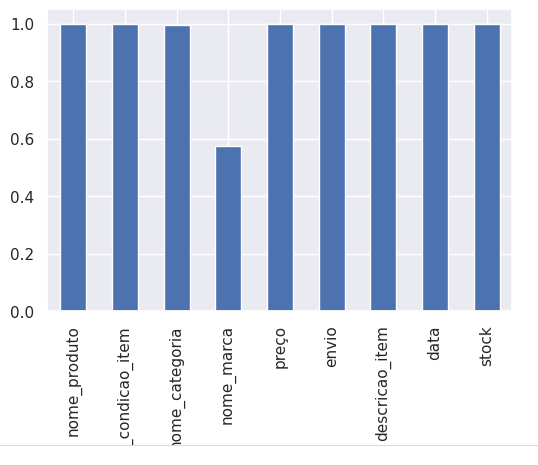 1.0
0.8
0.6
0.4
0.2
0.0
nome_produto
_condicao_item
nome_categoria
nome_marca
preço
envio
descricao_item
data
stock